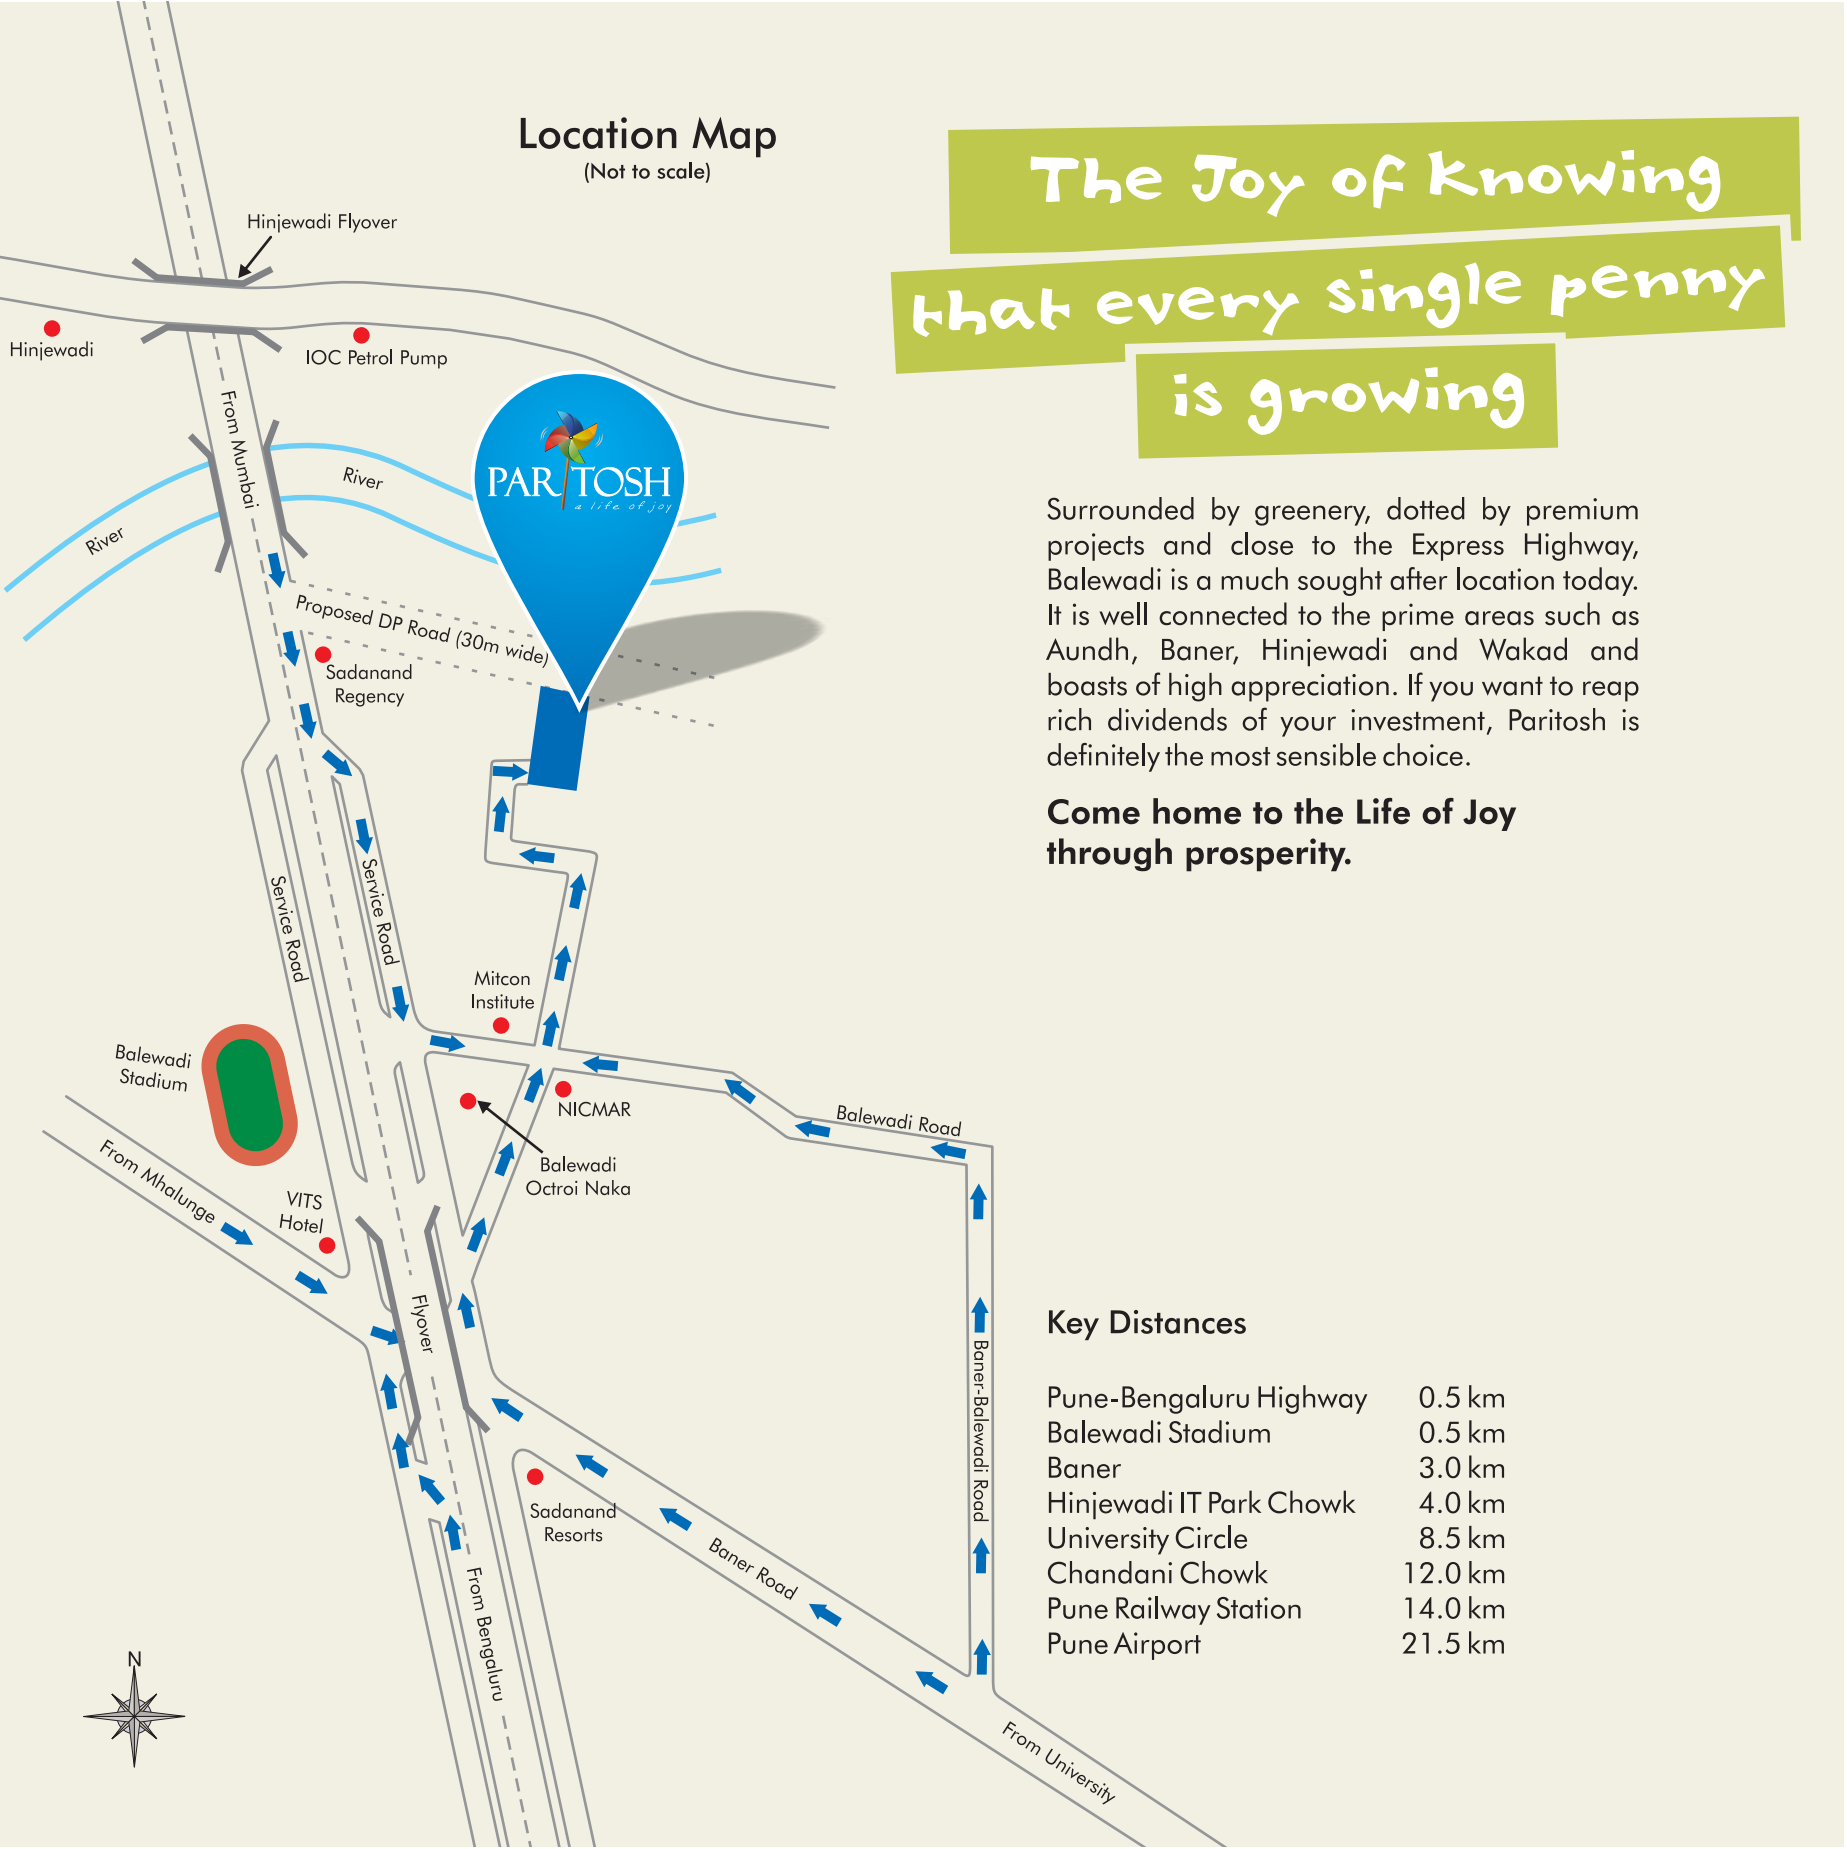 Location Map
(Not to scale)
The Joy of Knowing
that every single penny
is growing
Hinjewadi Flyover
Hinjewadi
IOC Petrol Pump
From Mumbai
River
River
PARITOSH
a life of joy
Proposed DP Road (30m wide)
Sadanand
Regency
Service Road
Service Road
Mitcon
Institute
Balewadi
Stadium
NICMAR
Balewadi Road
Balewadi
Octroi Naka
From Mhalunge
VITS
Hotel
Flyover
Baner-Balewadi Road
Sadanand
Resorts
Baner Road
From Bengaluru
From University
N
Surrounded by greenery, dotted by premium
projects and close to the Express Highway,
Balewadi is a much sought after location today.
It is well connected to the prime areas such as
Aundh, Baner, Hinjewadi and Wakad and
boasts of high appreciation. If you want to reap
rich dividends of your investment, Paritosh is
definitely the most sensible choice.
Come home to the Life of Joy
through prosperity.
Key Distances
Pune-Bengaluru Highway 0.5 km
Balewadi Stadium 0.5 km
Baner 3.0 km
Hinjewadi IT Park Chowk 4.0 km
University Circle 8.5 km
Chandani Chowk 12.0 km
Pune Railway Station 14.0 km
Pune Airport 21.5 km